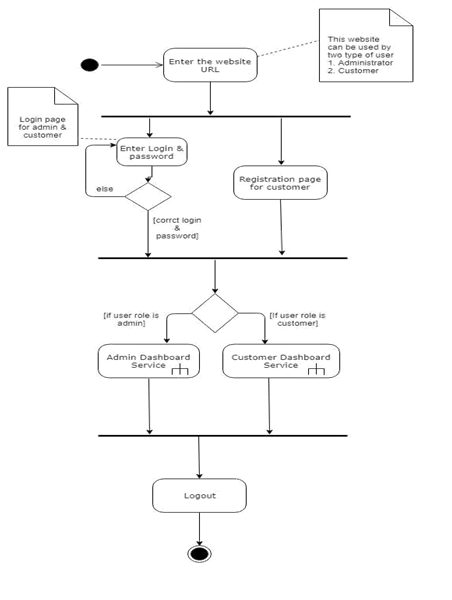 This website
can be used by
two type of user
1. Administrator
2. Customer
Enter the website
URL
Login page
for admin &
customer
Enter Login &
password
Registration page
for customer
else
[corrct login
&
password]
[if user role is
admin]
[If user role is
customer]
Admin Dashboard
Service
Customer Dashboard
Service
Logout